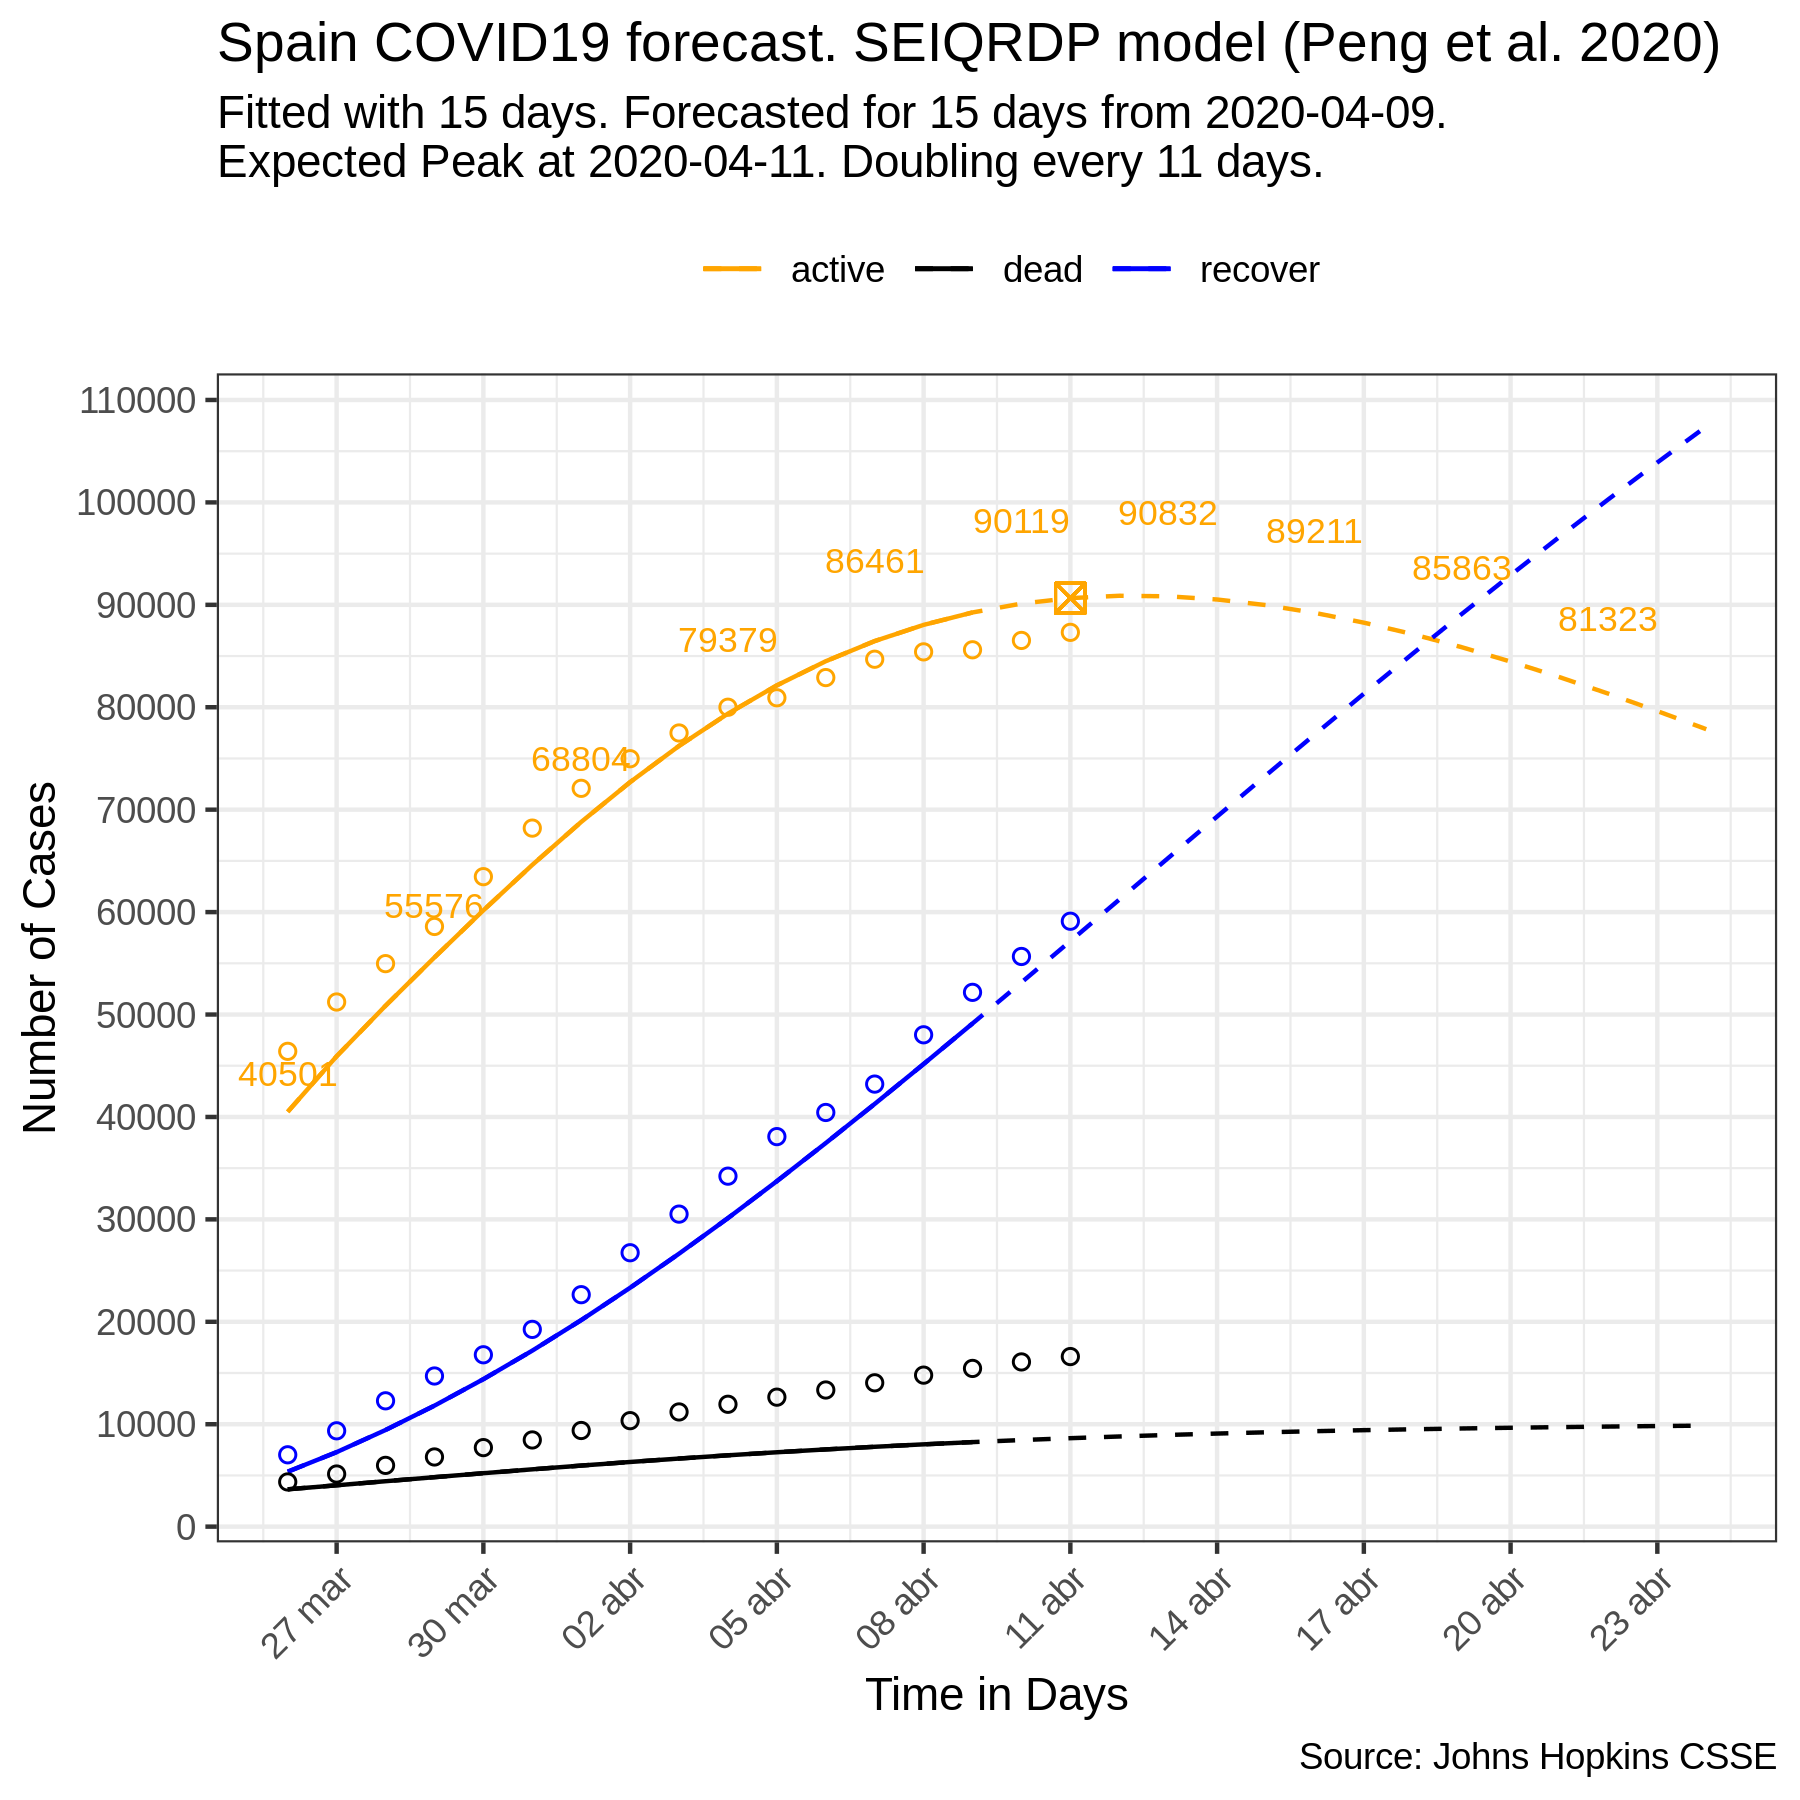 Spain COVID19 forecast. SEIQRDP model (Peng et al. 2020)
Fitted with 15 days. Forecasted for 15 days from 2020-04-09.
Expected Peak at 2020-04-11. Doubling every 11 days.
active dead recover
110000
100000
90000
80000
70000
60000
50000
40000
30000
20000
10000
0
Number of Cases
40501
55576
68804
79379
86461
90119
90832
89211
85863
81323
27 mar
30 mar
02 abr
05 abr
08 abr
11 abr
14 abr
17 abr
20 abr
23 abr
Time in Days
Source: Johns Hopkins CSSE